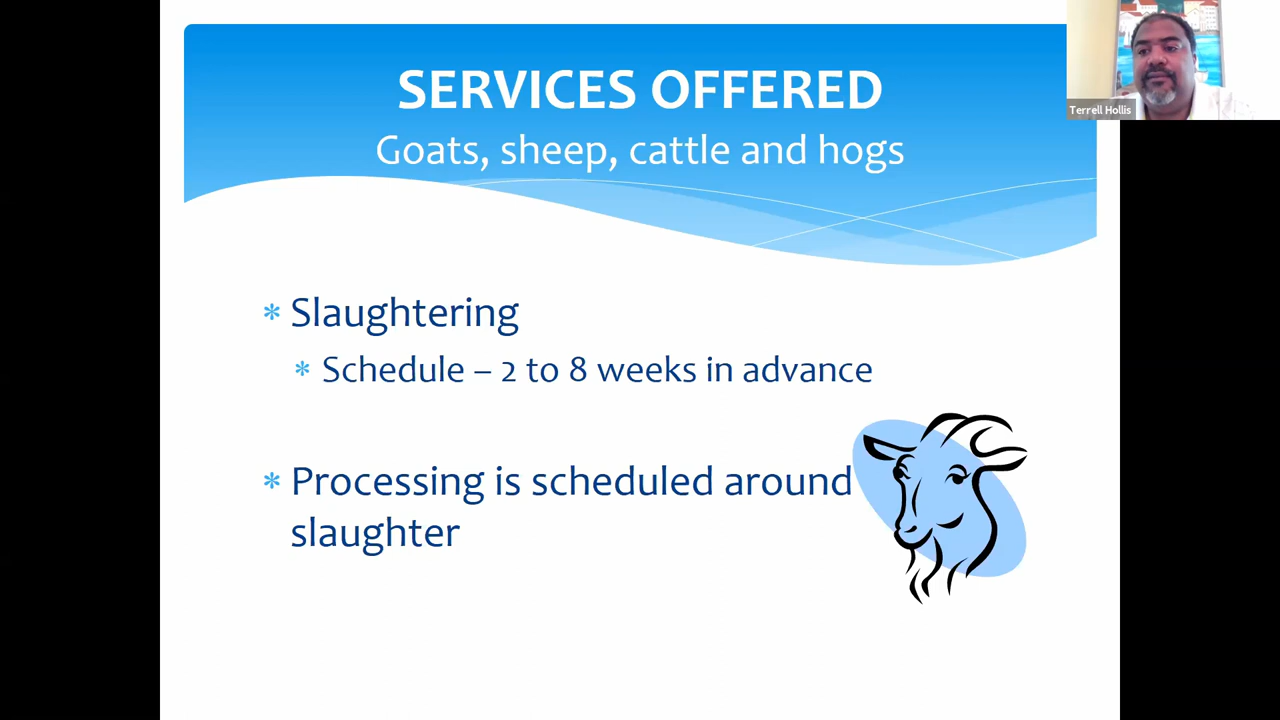 SERVICES OFFERED
Goats, sheep, cattle and hogs
Terrell Hollis
* Slaughtering
* Schedule – 2 to 8 weeks in advance
* Processing is scheduled around
slaughter